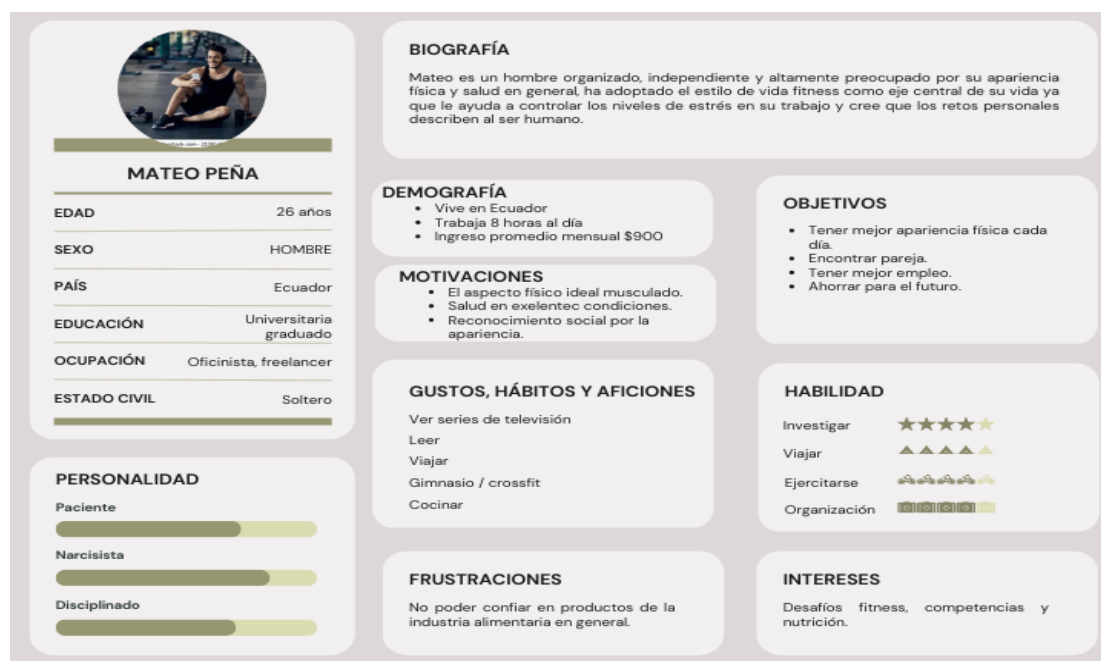 MATEO PEÑA
EDAD 26 años
SEXO HOMBRE
PAÍS Ecuador
EDUCACIÓN Universitaria
graduado
OCUPACIÓN Oficinista, freelancer
ESTADO CIVIL Soltero
PERSONALIDAD
Paciente
Narcisista
Disciplinado
BIOGRAFÍA
Mateo es un hombre organizado, independiente y altamente preocupado por su apariencia
física y salud en general, ha adoptado el estilo de vida fitness como eje central de su vida ya
que le ayuda a controlar los niveles de estrés en su trabajo y cree que los retos personales
describen al ser humano.
DEMOGRAFÍA
• Vive en Ecuador
• Trabaja 8 horas al día
• Ingreso promedio mensual $900
MOTIVACIONES
• El aspecto físico ideal musculado.
• Salud en exelentec condiciones.
• Reconocimiento social por la
apariencia.
OBJETIVOS
• Tener mejor apariencia física cada
día.
• Encontrar pareja.
• Tener mejor empleo.
• Ahorrar para el futuro.
GUSTOS, HÁBITOS Y AFICIONES
Ver series de televisión
Leer
Viajar
Gimnasio / crossfit
Cocinar
HABILIDAD
Investigar
Viajar
Ejercitarse
Organización
FRUSTRACIONES
No poder confiar en productos de la
industria alimentaria en general.
INTERESES
Desafíos fitness, competencias y
nutrición.